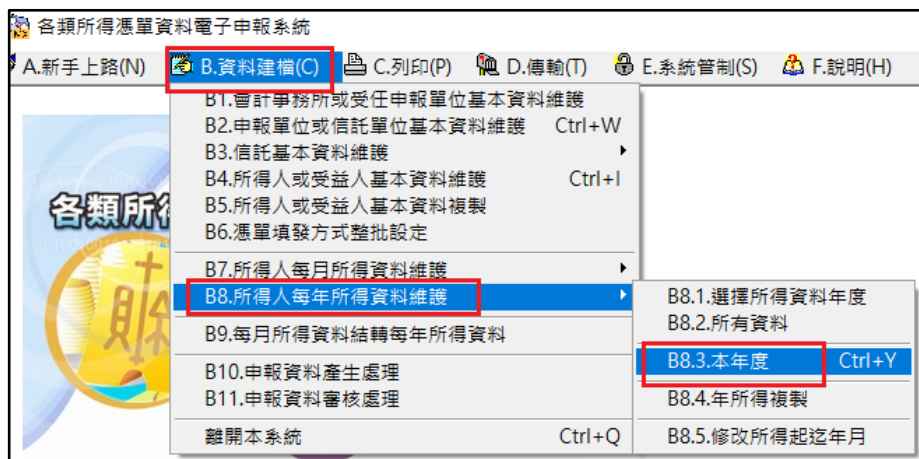 各類所得憑單資料電子申報系統
A.新手上路(N) B.資料建檔(C) C.列印(P) D.傳輸(T) E.系統管制(S) F.說明(H)
B1.會計事務所或受任申報單位基本資料維護
B2.申報單位或信託單位基本資料維護 Ctrl+W
B3.信託基本資料維護
B4.所得人或受益人基本資料維護 Ctrl+I
B5.所得人或受益人基本資料複製
B6.憑單填發方式整批設定
B7.所得人每月所得資料維護
B8.所得人每年所得資料維護
B9.每月所得資料結轉每年所得資料
B10.申報資料產生處理
B11.申報資料審核處理
離開本系統 Ctrl+Q
B8.1.選擇所得資料年度
B8.2.所有資料
B8.3.本年度 Ctrl+Y
B8.4.年所得複製
B8.5.修改所得起迄年月
各類所得
財